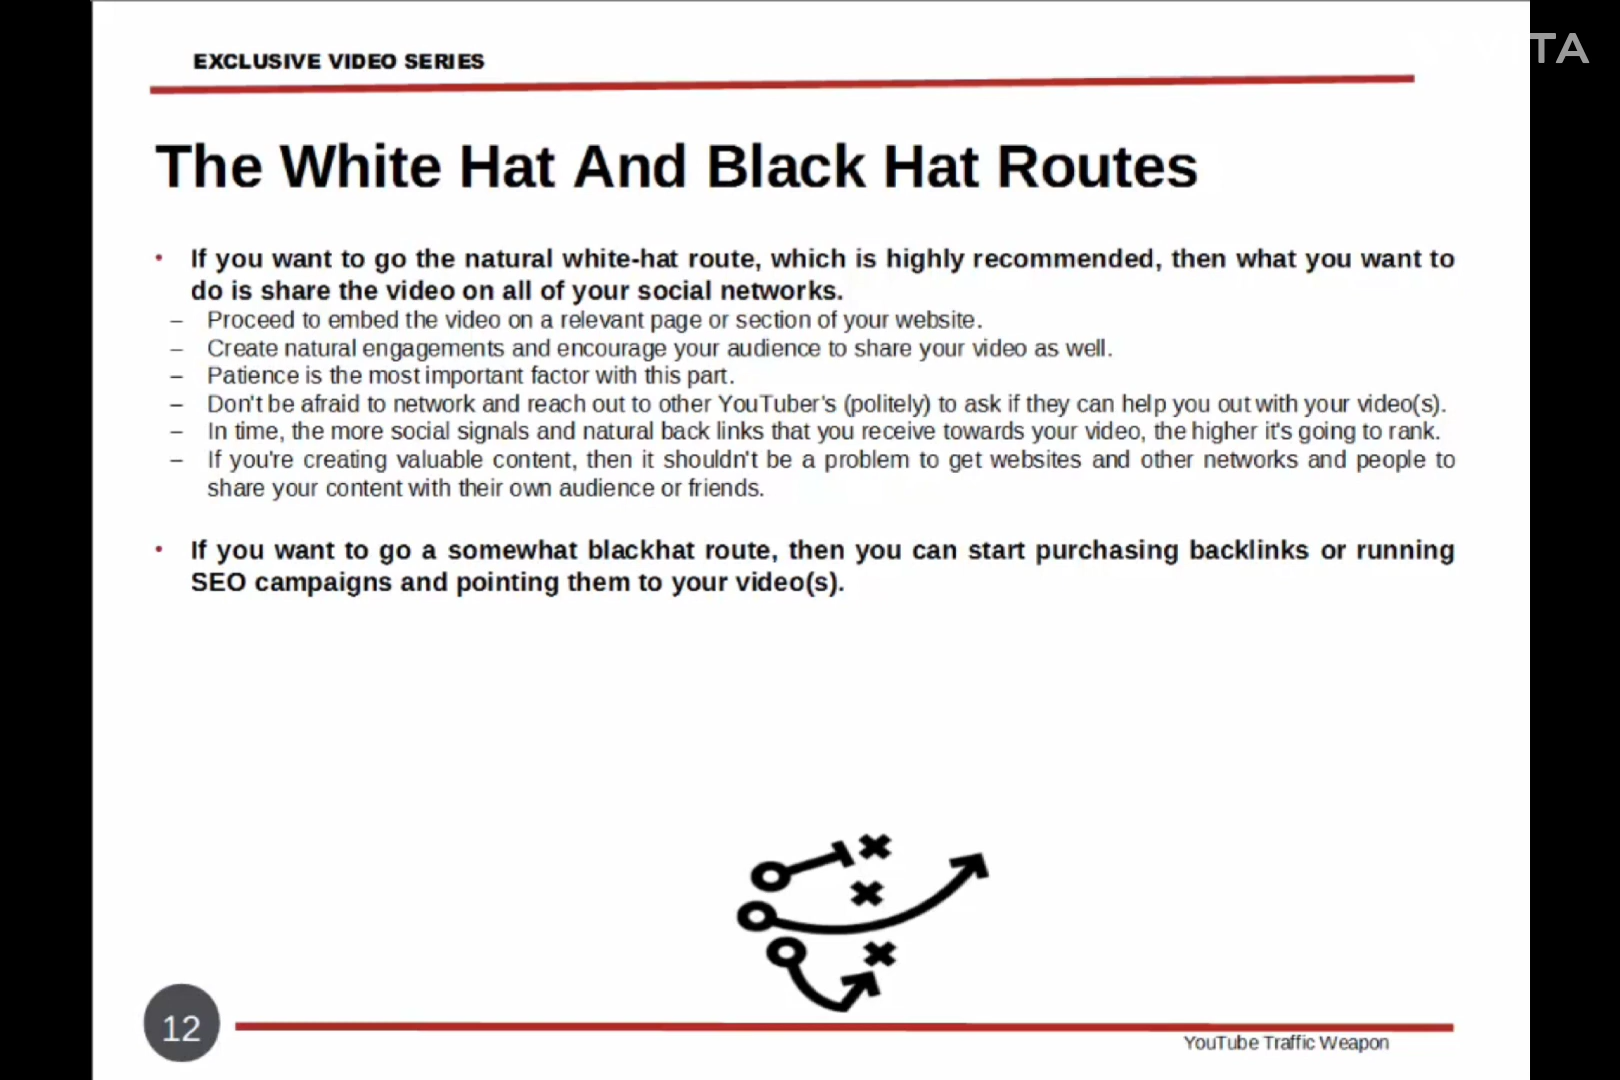 EXCLUSIVE VIDEO SERIES
TA
The White Hat And Black Hat Routes
• If you want to go the natural white-hat route, which is highly recommended, then what you want to
do is share the video on all of your social networks.
– Proceed to embed the video on a relevant page or section of your website.
– Create natural engagements and encourage your audience to share your video as well.
– Patience is the most important factor with this part.
– Don't be afraid to network and reach out to other YouTuber's (politely) to ask if they can help you out with your video(s).
– In time, the more social signals and natural back links that you receive towards your video, the higher it's going to rank.
– If you're creating valuable content, then it shouldn't be a problem to get websites and other networks and people to
share your content with their own audience or friends.
• If you want to go a somewhat blackhat route, then you can start purchasing backlinks or running
SEO campaigns and pointing them to your video(s).
12
YouTube Traffic Weapon